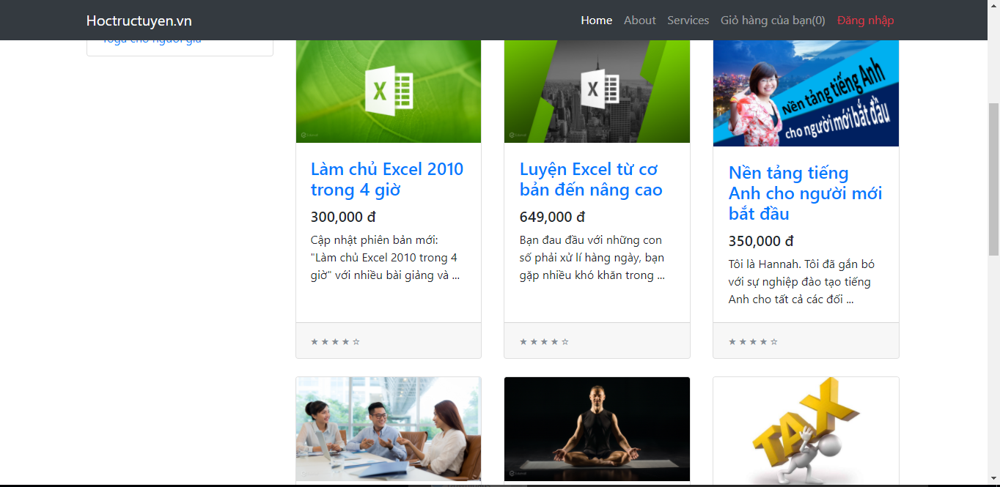 Hoctructuyen.vn
Home About Services Giỏ hàng của bạn(0) Đăng nhập
Yoga cho người già
X
X
Nền tảng tiếng Anh
cho người mới bắt đầu
Làm chủ Excel 2010
trong 4 giờ
300,000 đ
Cập nhật phiên bản mới:
"Làm chủ Excel 2010 trong 4
giờ" với nhiều bài giảng và ...
★ ★ ★ ★ ☆
Luyện Excel từ cơ
bản đến nâng cao
649,000 đ
Bạn đau đầu với những con
số phải xử lí hàng ngày, bạn
gặp nhiều khó khăn trong ...
★ ★ ★ ★ ☆
Nền tảng tiếng
Anh cho người mới
bắt đầu
350,000 đ
Tôi là Hannah. Tôi đã gắn bó
với sự nghiệp đào tạo tiếng
Anh cho tất cả các đối ...
★ ★ ★ ★ ☆
TAX